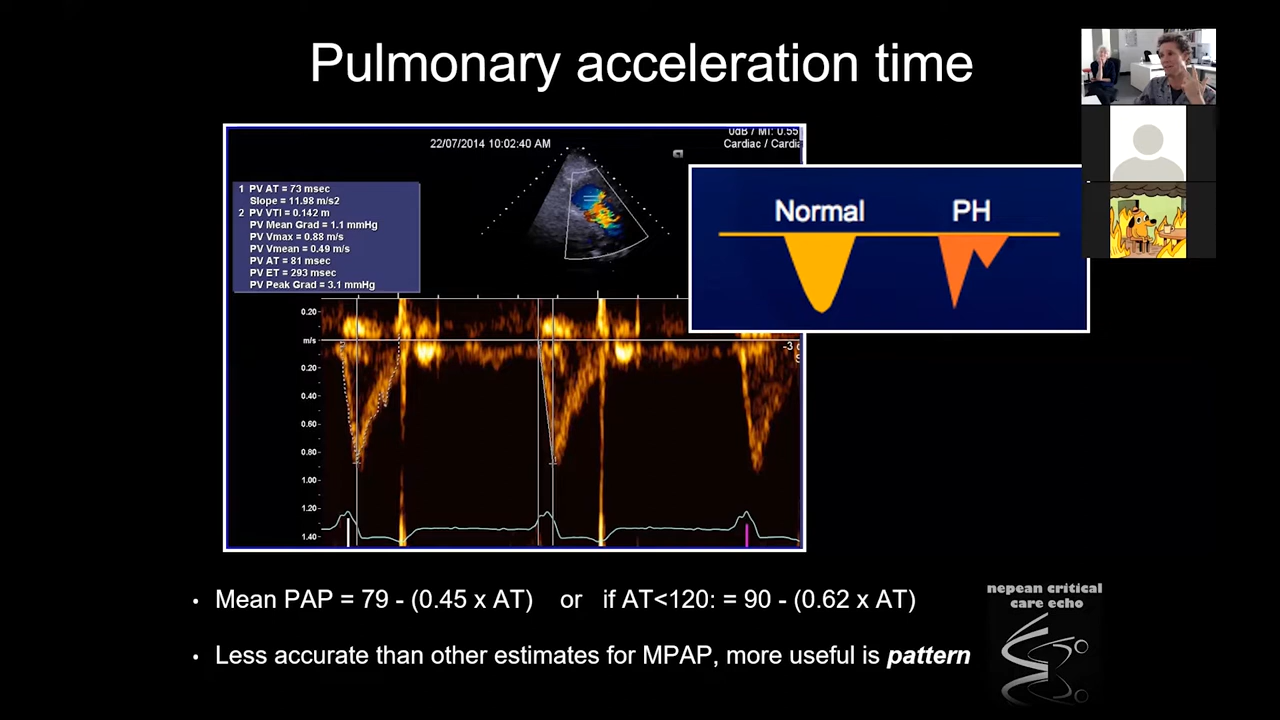 Pulmonary acceleration time
22/07/2014 10:02:40 AM
0dB / MI: 0.55
Cardiac / Cardia
1 PV AT = 73 msec
Slope = 11.98 m/s2
2 PV VTI = 0.142 m
PV Mean Grad = 1.1 mmHg
PV Vmax = 0.88 m/s
PV Vmean = 0.49 m/s
PV AT = 81 msec
PV ET = 293 msec
PV Peak Grad = 3.1 mmHg
Normal PH
0.20
m/s
0.20
0.40
0.60
0.80
1.00
1.20
1.40
• Mean PAP = 79 - (0.45 x AT) or if AT<120: = 90 - (0.62 x AT)
• Less accurate than other estimates for MPAP, more useful is pattern
nepean critical
care echo